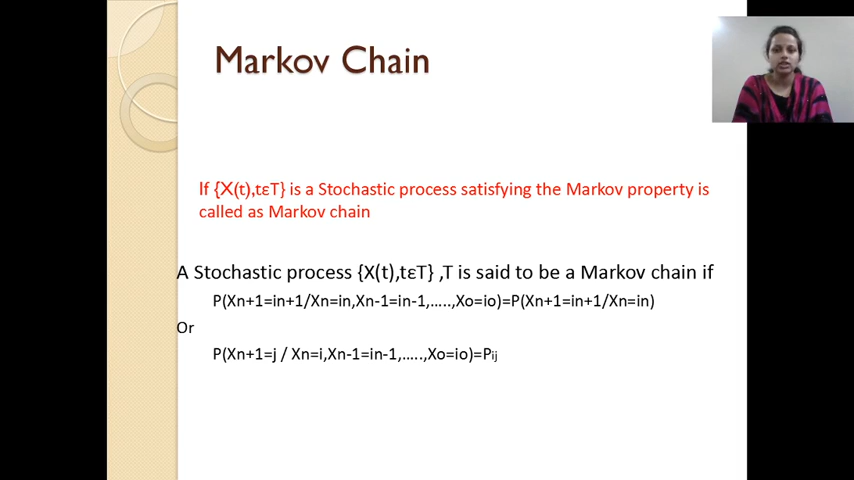 Markov Chain
If {X(t),tεT} is a Stochastic process satisfying the Markov property is
called as Markov chain
A Stochastic process {X(t),tεT} ,T is said to be a Markov chain if
P(Xn+1=in+1/Xn=in,Xn-1=in-1,…..,Xo=io)=P(Xn+1=in+1/Xn=in)
Or
P(Xn+1=j / Xn=i,Xn-1=in-1,…..,Xo=io)=Pij